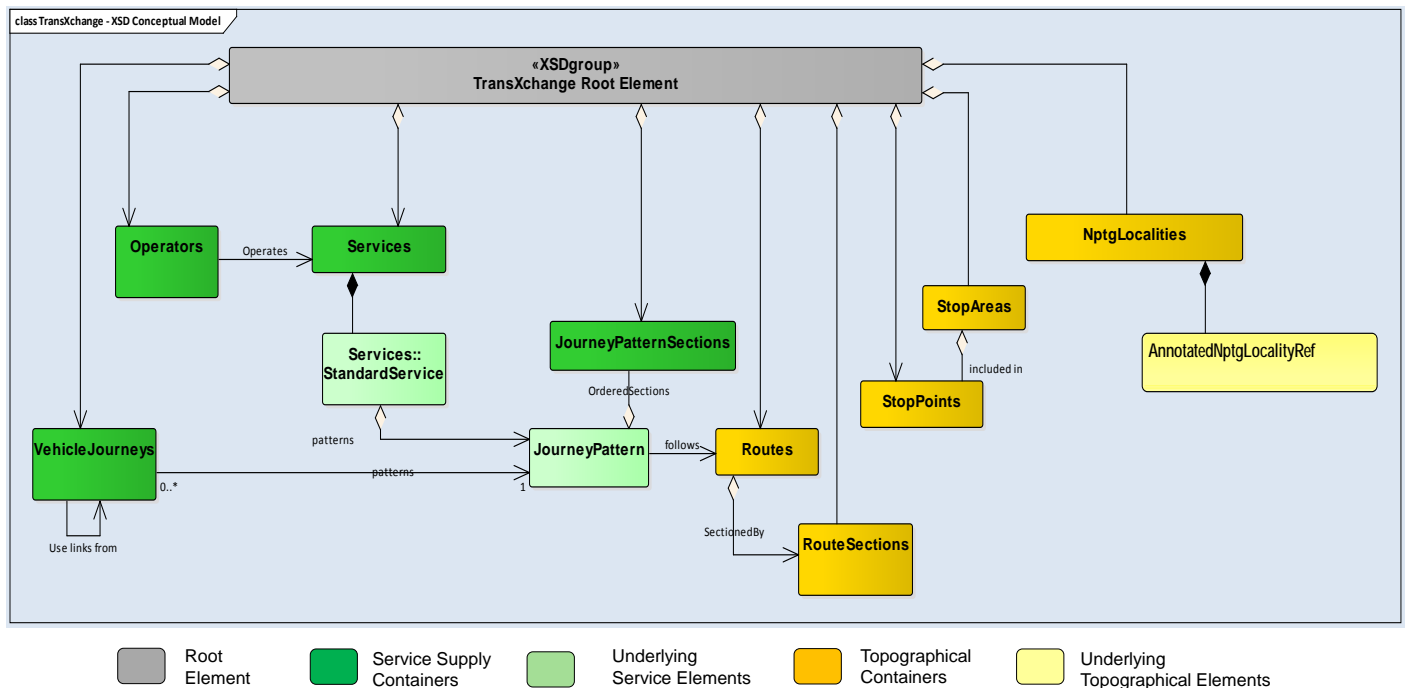 class TransXchange - XSD Conceptual Model
«XSDgroup»
TransXchange Root Element
Operators
Operates
Services
NptgLocalities
StopAreas
JourneyPatternSections
Services::
StandardService
AnnotatedNptgLocalityRef
included in
OrderedSections
StopPoints
patterns
VehicleJourneys
JourneyPattern
follows
Routes
patterns
0..*
1
SectionedBy
RouteSections
Use links from
Root
Element
Service Supply
Containers
Underlying
Service Elements
Topographical
Containers
Underlying
Topographical Elements